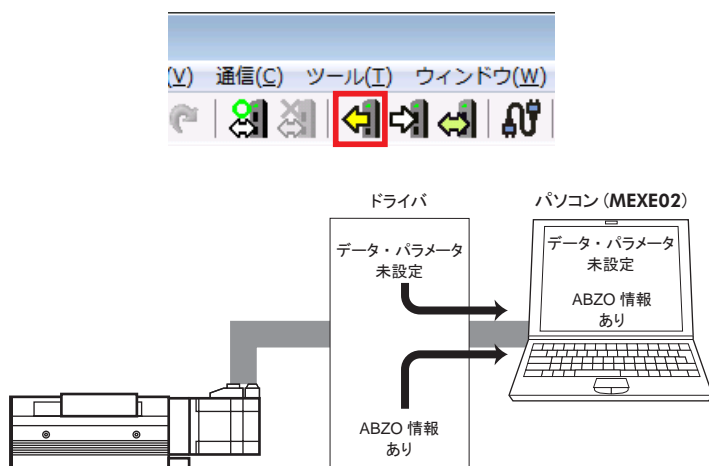 (V) 通信(C) ツール(T) ウィンドウ(W)
ドライバ
パソコン(MEXE02)
データ・パラメータ
未設定
データ・パラメータ
未設定
ABZO 情報
あり
ABZO 情報
あり